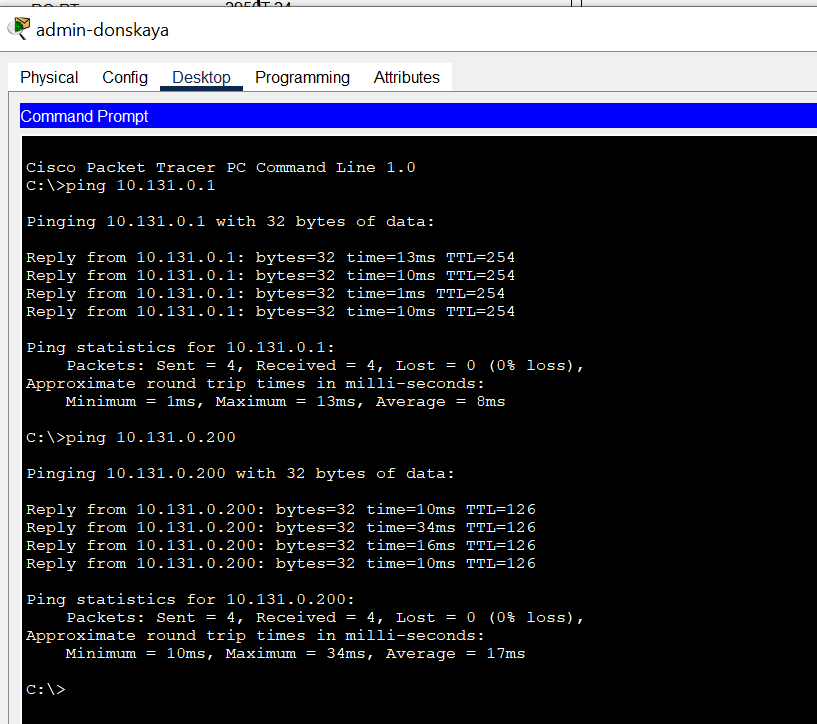 admin-donskaya
Physical Config Desktop Programming Attributes
Command Prompt
Cisco Packet Tracer PC Command Line 1.0
C:\>ping 10.131.0.1
Pinging 10.131.0.1 with 32 bytes of data:
Reply from 10.131.0.1: bytes=32 time=13ms TTL=254
Reply from 10.131.0.1: bytes=32 time=10ms TTL=254
Reply from 10.131.0.1: bytes=32 time=1ms TTL=254
Reply from 10.131.0.1: bytes=32 time=10ms TTL=254
Ping statistics for 10.131.0.1:
Packets: Sent = 4, Received = 4, Lost = 0 (0% loss),
Approximate round trip times in milli-seconds:
Minimum = 1ms, Maximum = 13ms, Average = 8ms
C:\>ping 10.131.0.200
Pinging 10.131.0.200 with 32 bytes of data:
Reply from 10.131.0.200: bytes=32 time=10ms TTL=126
Reply from 10.131.0.200: bytes=32 time=34ms TTL=126
Reply from 10.131.0.200: bytes=32 time=16ms TTL=126
Reply from 10.131.0.200: bytes=32 time=10ms TTL=126
Ping statistics for 10.131.0.200:
Packets: Sent = 4, Received = 4, Lost = 0 (0% loss),
Approximate round trip times in milli-seconds:
Minimum = 10ms, Maximum = 34ms, Average = 17ms
C:\>